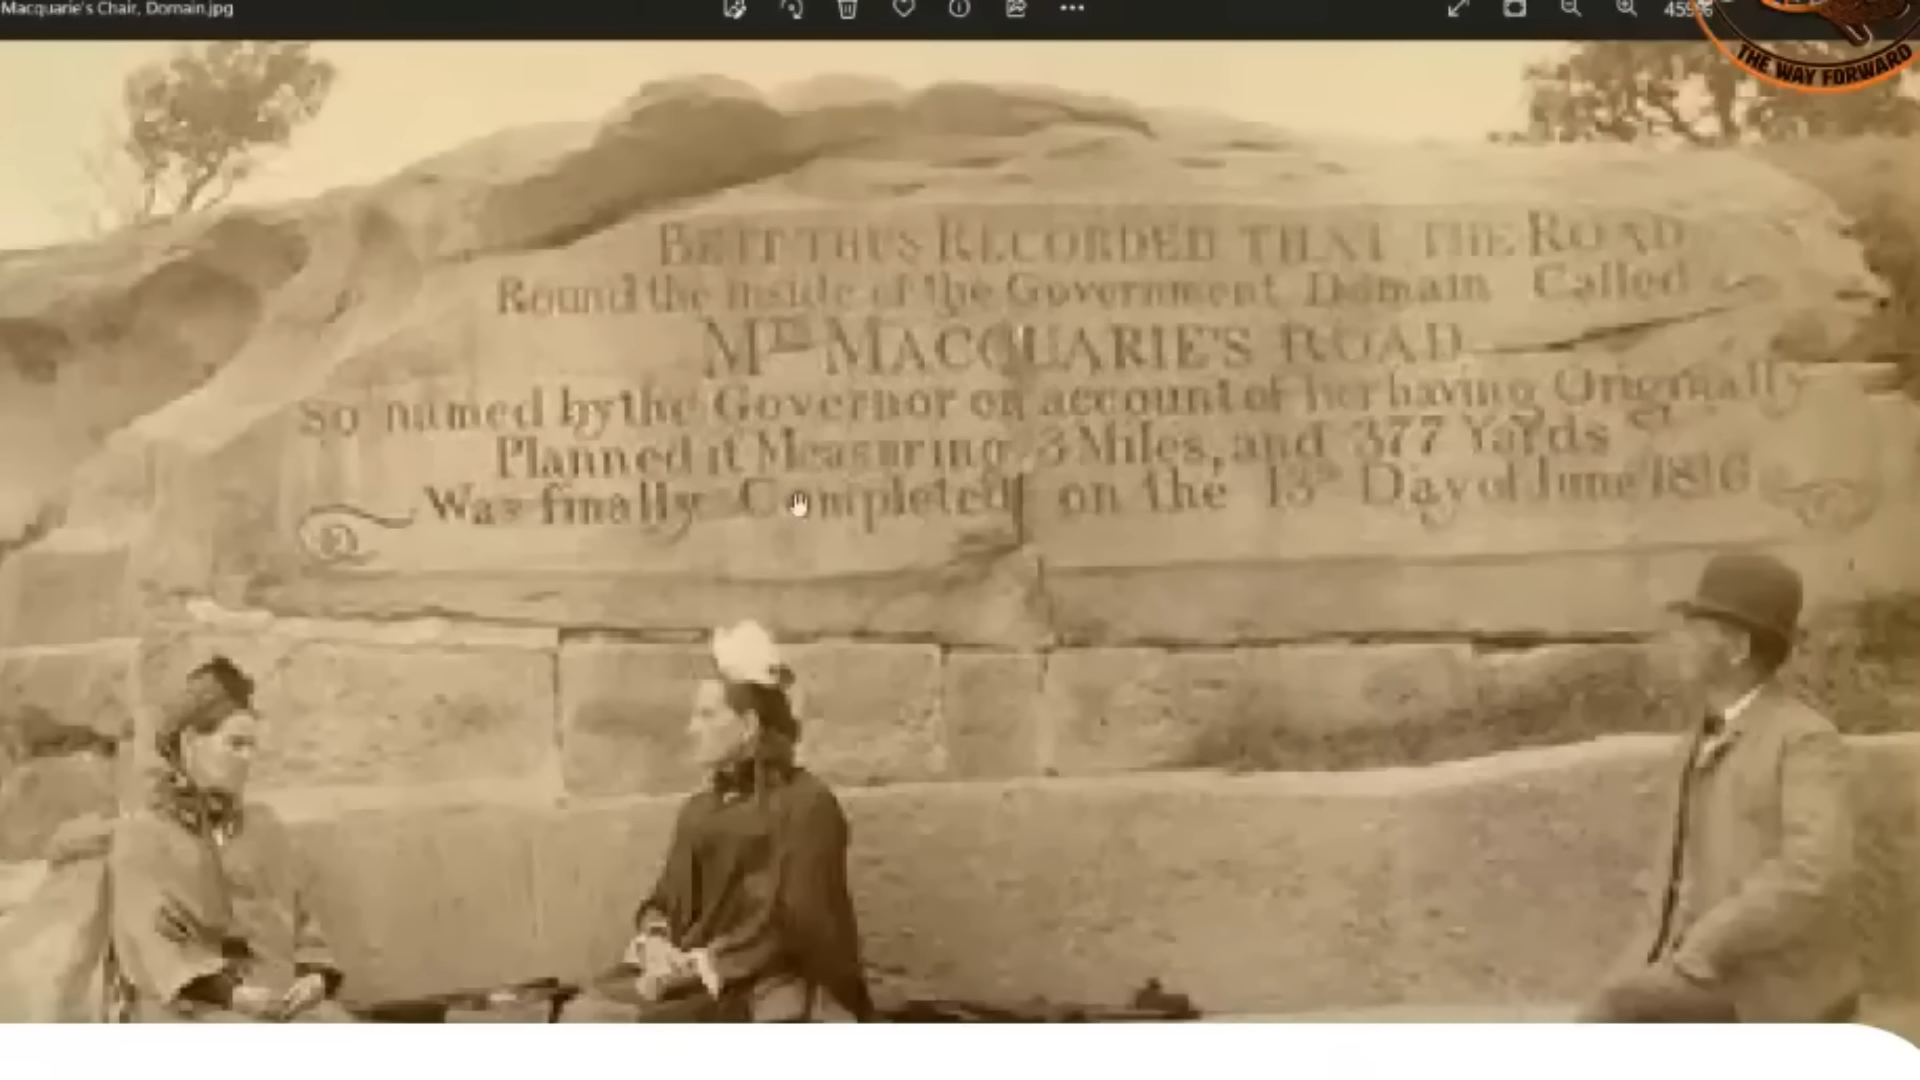 Macquarie's Chair, Domain.jpg
455%
THE WAY FORWARD
BE IT THUS RECORDED THAT THE ROAD
Round the inside of the Government Domain Called
MRS MACQUARIE'S ROAD
So named by the Governor on account of her having Originally
Planned it Measuring 3 Miles, and 377 Yards
Was finally Completed on the 13th Day of June 1816